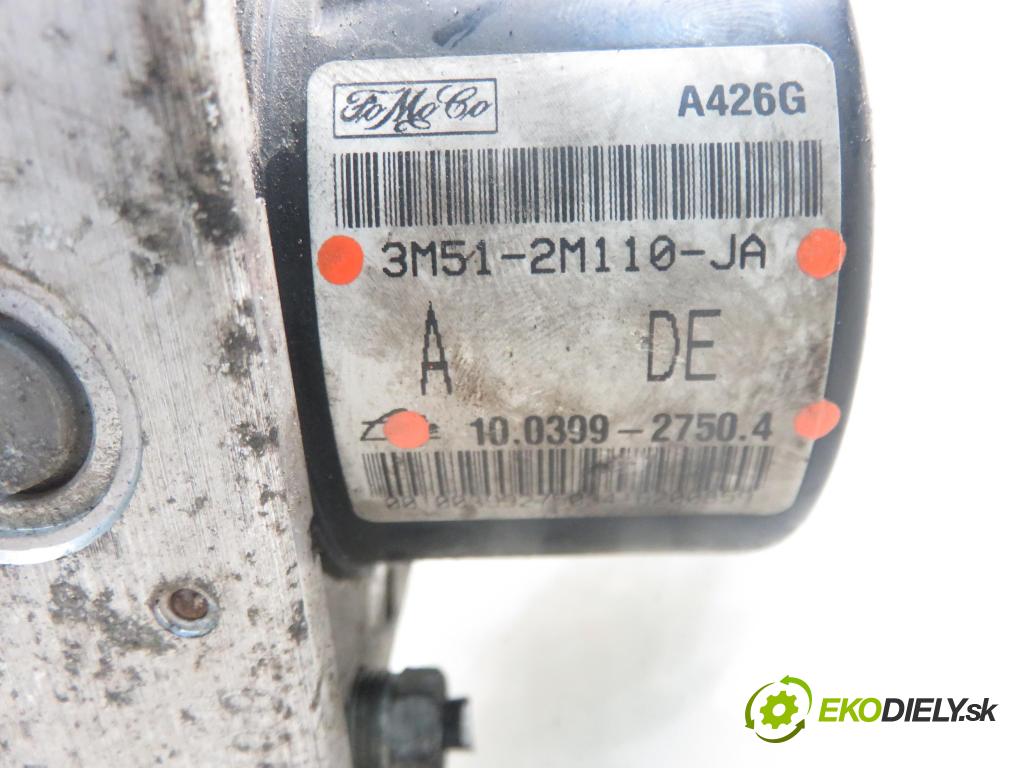 FoMoCo
A426G
3M51-2M110-JA
A DE
10.0399-2750.4
EKODIELY.sk